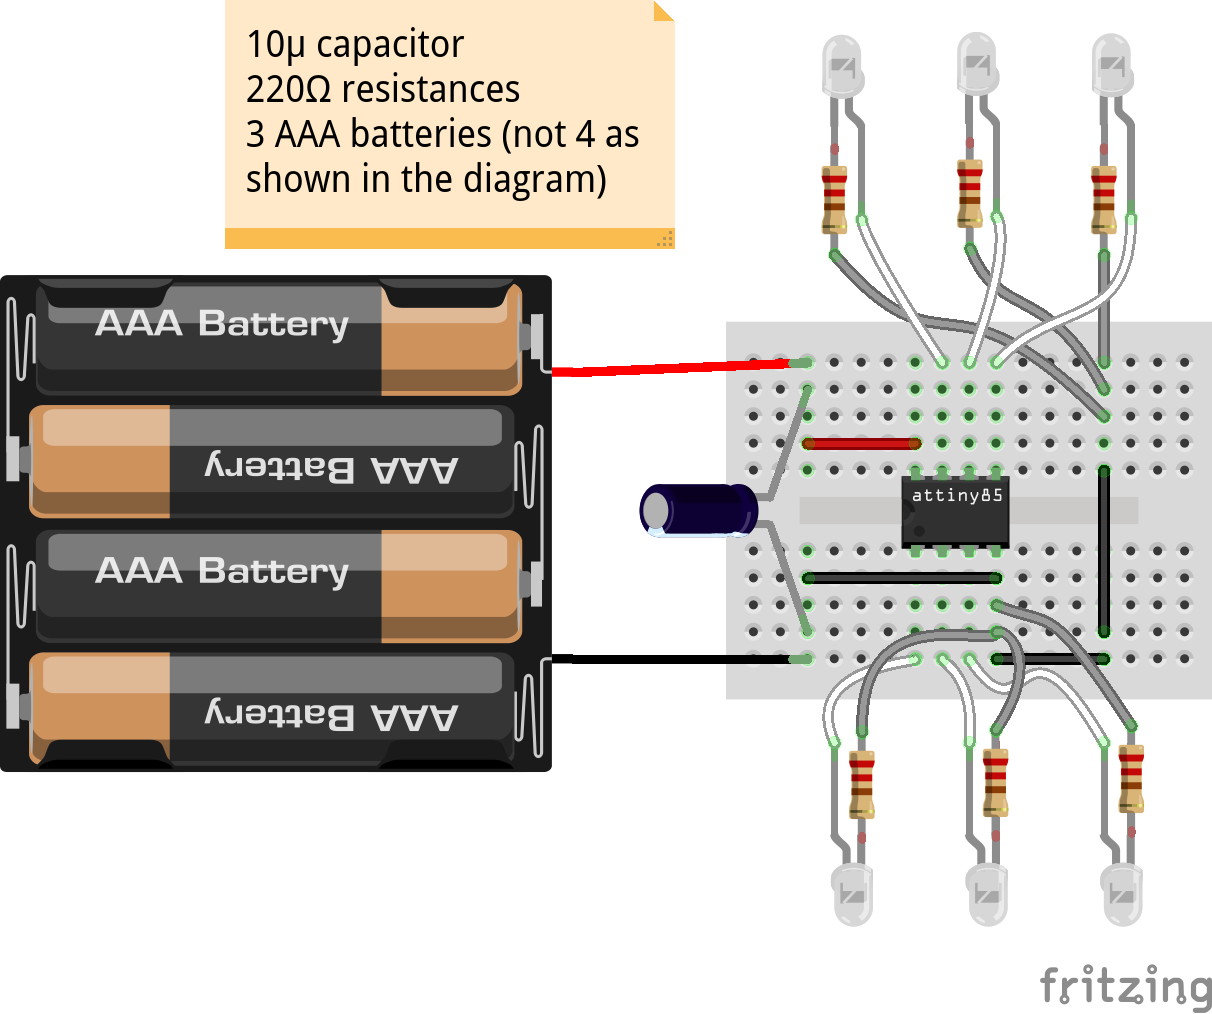 10µ capacitor
220Ω resistances
3 AAA batteries (not 4 as
shown in the diagram)
AAA Battery
AAA Battery
AAA Battery
AAA Battery
attiny85
fritzing